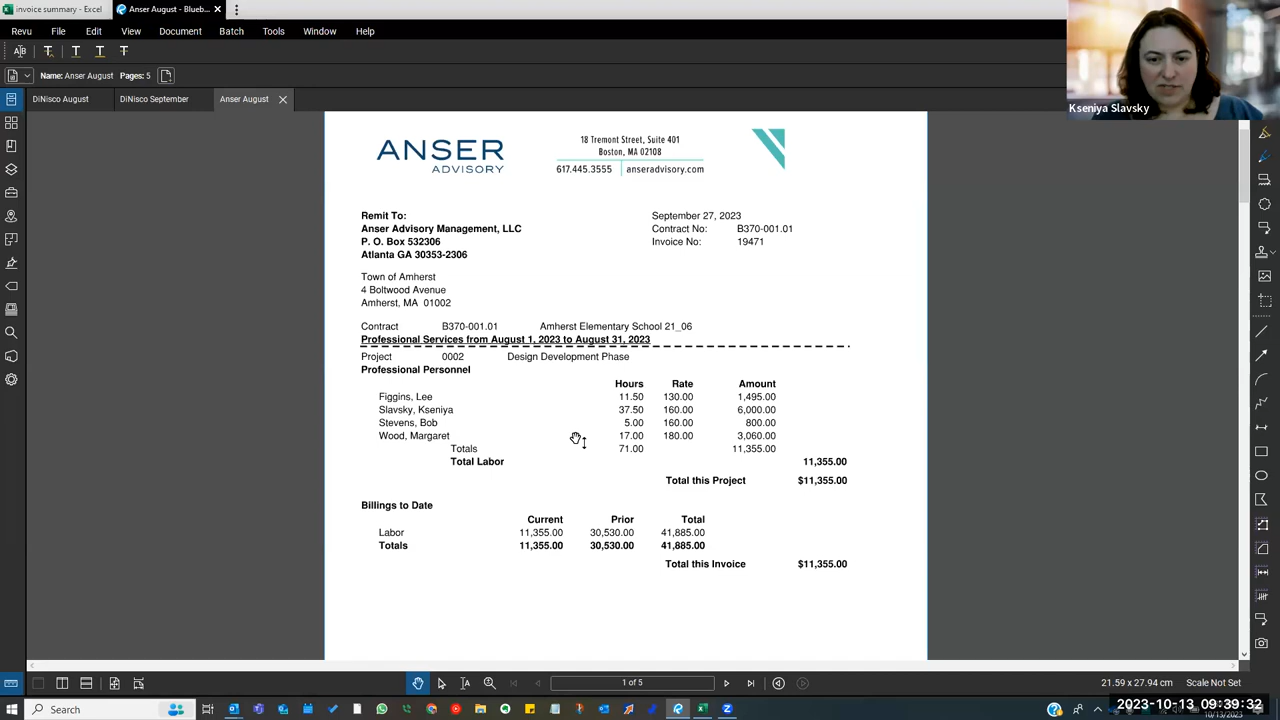 invoice summary - Excel
Anser August - Blueb...
Revu File Edit View Document Batch Tools Window Help
Name: Anser August Pages: 5
DiNisco August DiNisco September Anser August
Kseniya Slavsky
ANSER
ADVISORY
18 Tremont Street, Suite 401
Boston, MA 02108
617.445.3555 anseradvisory.com
Remit To:
Anser Advisory Management, LLC
P. O. Box 532306
Atlanta GA 30353-2306
September 27, 2023
Contract No: B370-001.01
Invoice No: 19471
Town of Amherst
4 Boltwood Avenue
Amherst, MA 01002
Contract B370-001.01 Amherst Elementary School 21_06
Professional Services from August 1, 2023 to August 31, 2023
Project 0002 Design Development Phase
Professional Personnel
Hours Rate Amount
Figgins, Lee 11.50 130.00 1,495.00
Slavsky, Kseniya 37.50 160.00 6,000.00
Stevens, Bob 5.00 160.00 800.00
Wood, Margaret 17.00 180.00 3,060.00
Totals 71.00 11,355.00
Total Labor 11,355.00
Total this Project $11,355.00
Billings to Date
Current Prior Total
Labor 11,355.00 30,530.00 41,885.00
Totals 11,355.00 30,530.00 41,885.00
Total this Invoice $11,355.00
1 of 5
21.59 x 27.94 cm Scale Not Set
Search
2023-10-13 09:39:32
10/13/2023